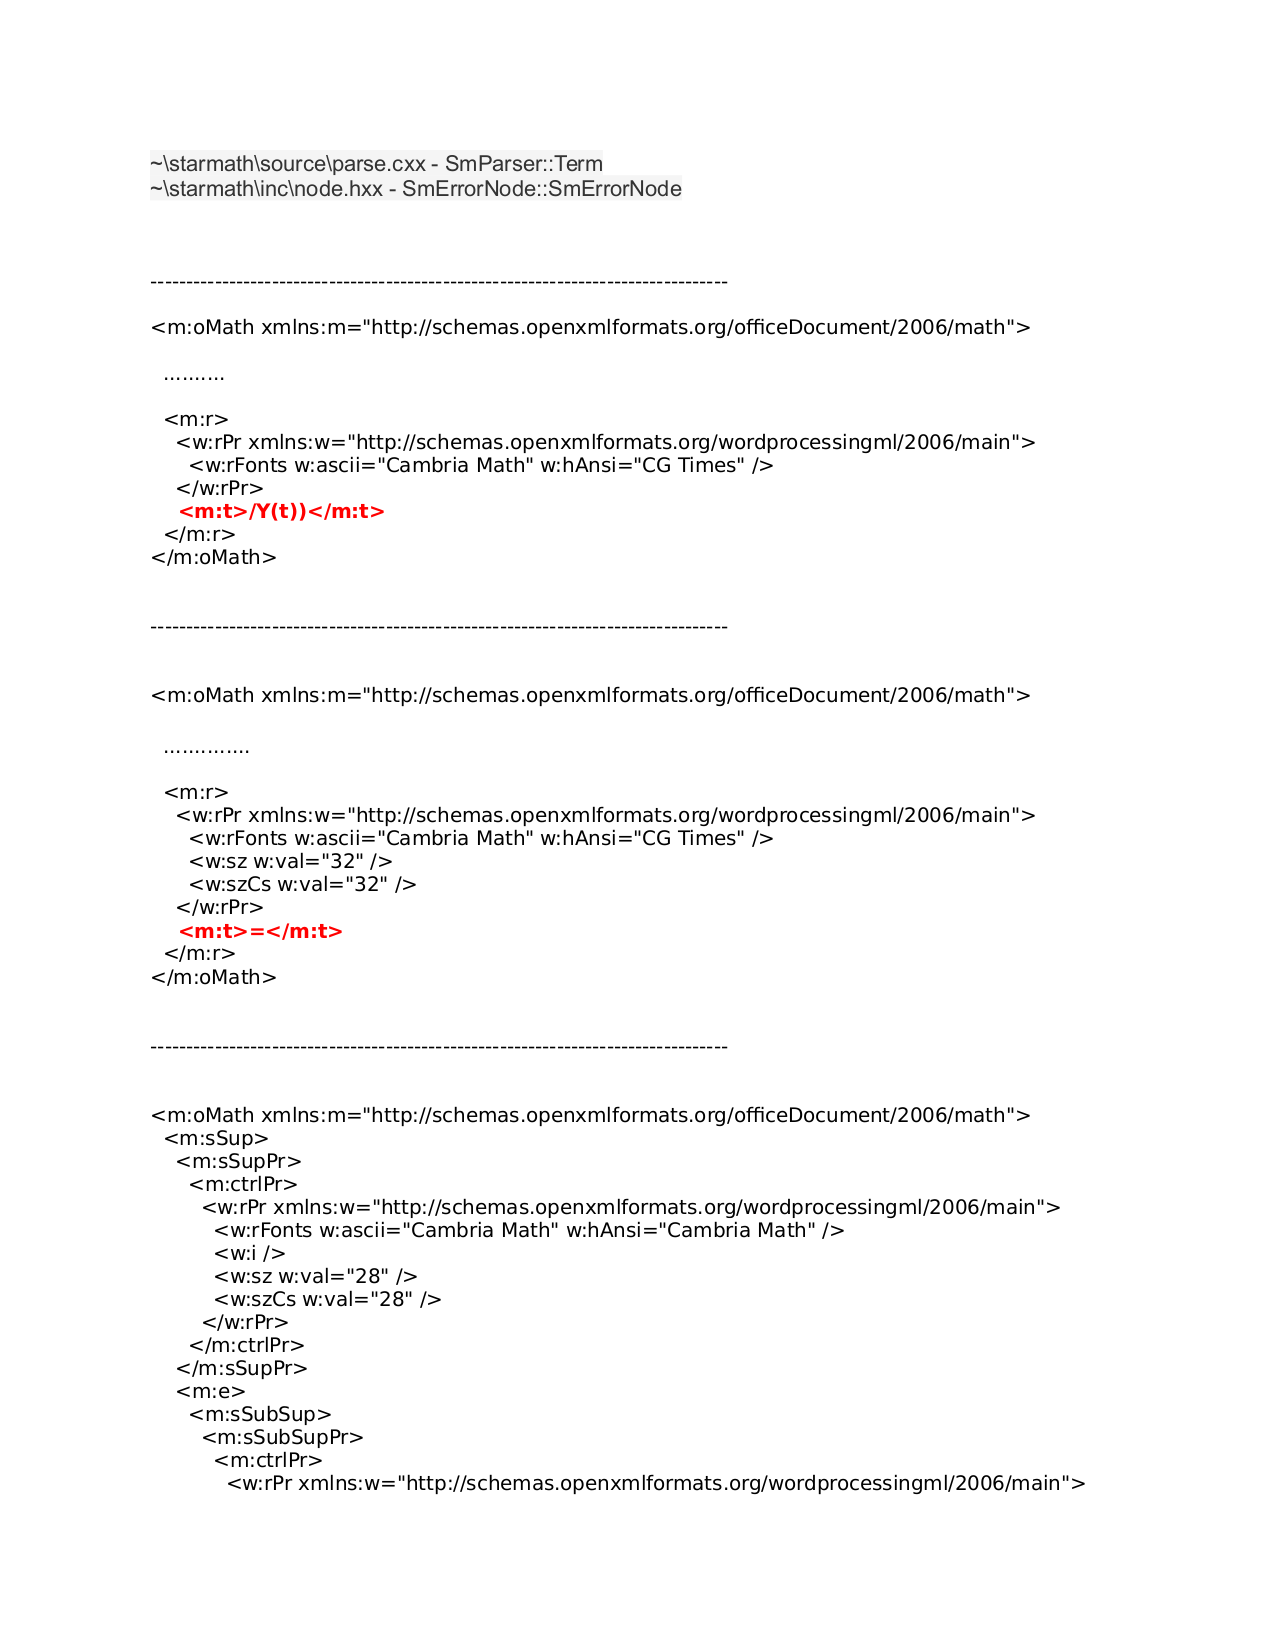 ~\starmath\source\parse.cxx - SmParser::Term
~\starmath\inc\node.hxx - SmErrorNode::SmErrorNode
--------------------------------------------------------------------------------
<m:oMath xmlns:m="http://schemas.openxmlformats.org/officeDocument/2006/math">
..........
<m:r>
<w:rPr xmlns:w="http://schemas.openxmlformats.org/wordprocessingml/2006/main">
<w:rFonts w:ascii="Cambria Math" w:hAnsi="CG Times" />
</w:rPr>
<m:t>/Y(t))</m:t>
</m:r>
</m:oMath>
--------------------------------------------------------------------------------
<m:oMath xmlns:m="http://schemas.openxmlformats.org/officeDocument/2006/math">
..............
<m:r>
<w:rPr xmlns:w="http://schemas.openxmlformats.org/wordprocessingml/2006/main">
<w:rFonts w:ascii="Cambria Math" w:hAnsi="CG Times" />
<w:sz w:val="32" />
<w:szCs w:val="32" />
</w:rPr>
<m:t>=</m:t>
</m:r>
</m:oMath>
--------------------------------------------------------------------------------
<m:oMath xmlns:m="http://schemas.openxmlformats.org/officeDocument/2006/math">
<m:sSup>
<m:sSupPr>
<m:ctrlPr>
<w:rPr xmlns:w="http://schemas.openxmlformats.org/wordprocessingml/2006/main">
<w:rFonts w:ascii="Cambria Math" w:hAnsi="Cambria Math" />
<w:i />
<w:sz w:val="28" />
<w:szCs w:val="28" />
</w:rPr>
</m:ctrlPr>
</m:sSupPr>
<m:e>
<m:sSubSup>
<m:sSubSupPr>
<m:ctrlPr>
<w:rPr xmlns:w="http://schemas.openxmlformats.org/wordprocessingml/2006/main">